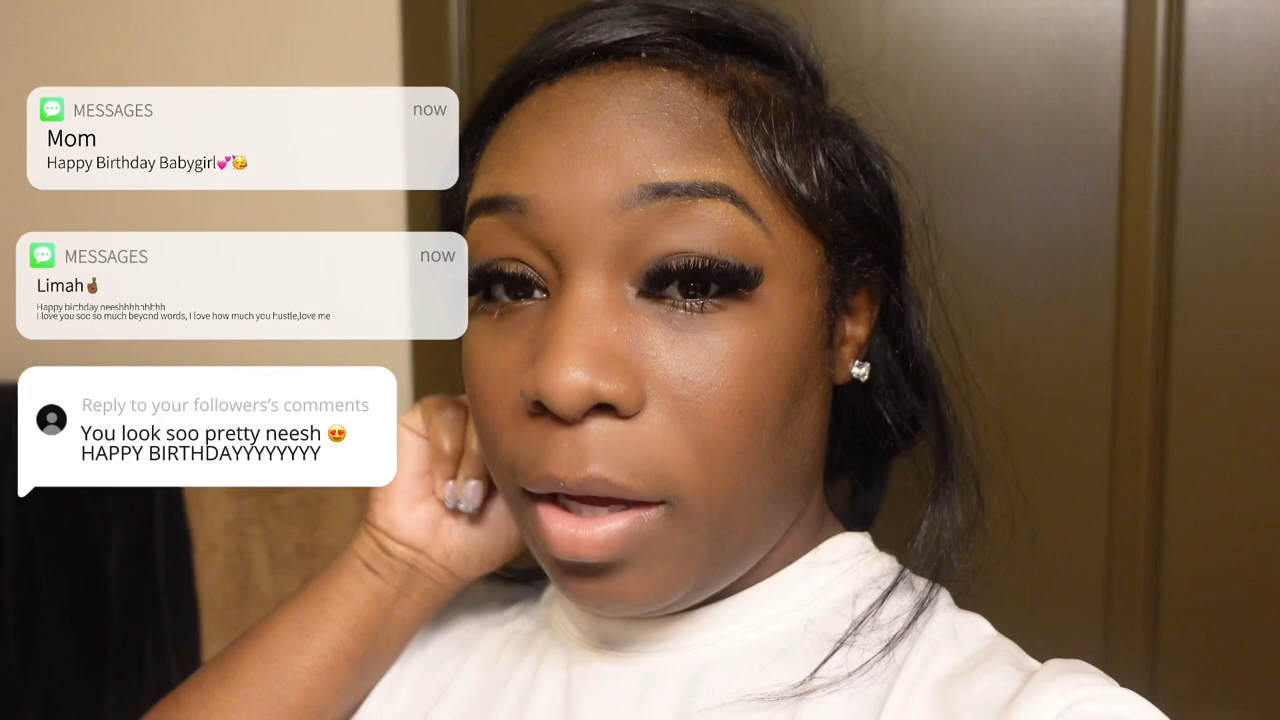 MESSAGES now
Mom
Happy Birthday Babygirl💕🥳
MESSAGES now
Limah🤞🏾
Happy birthday neeshhhhhhhhh
I love you soo so much beyond words, I love how much you hustle,love me
Reply to your followers's comments
You look soo pretty neesh 😍
HAPPY BIRTHDAYYYYYYYY